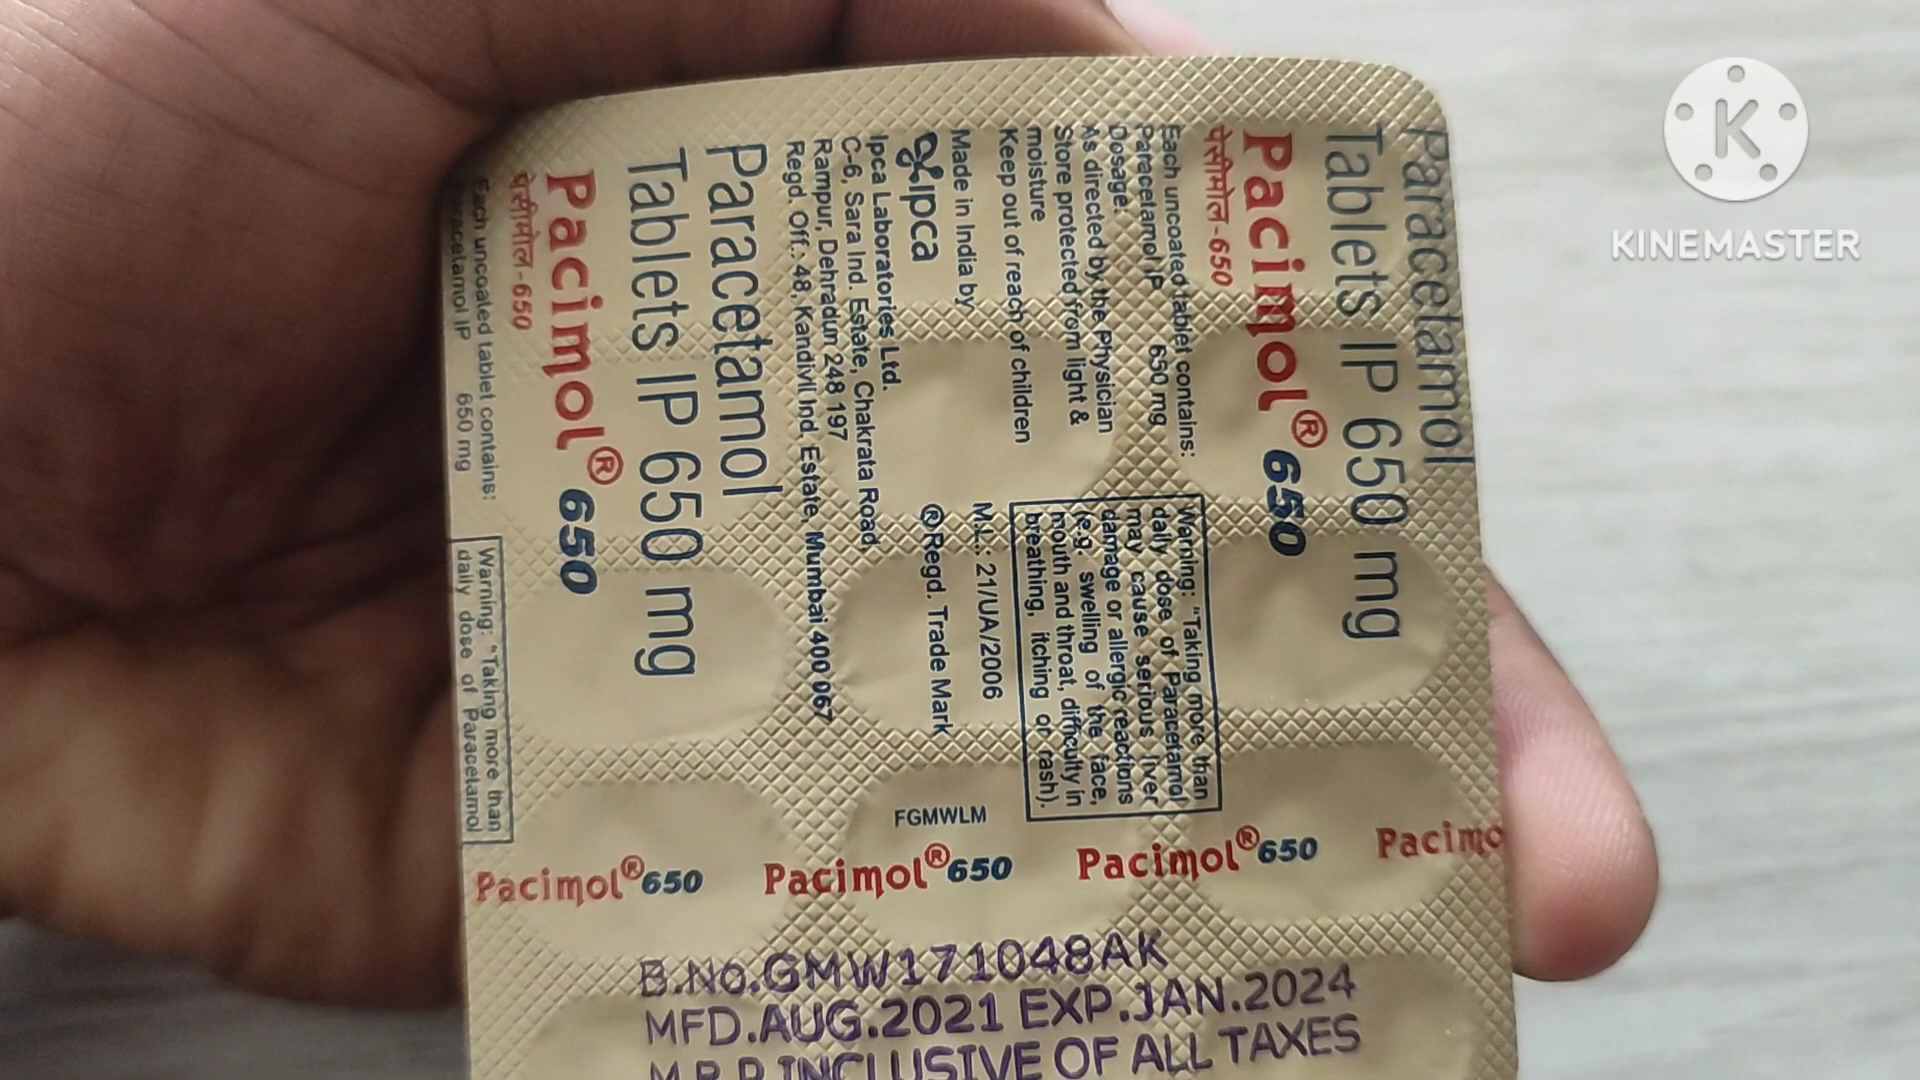 KINEMASTER
Paracetamol
Tablets IP 650 mg
Pacimol® 650
पेसीमोल-650
Each uncoated tablet contains:
Paracetamol IP 650 mg
Dosage:
As directed by the Physician
Store protected from light &
moisture
Keep out of reach of children
Warning: "Taking more than
daily dose of Paracetamol
may cause serious liver
damage or allergic reactions
(e.g. swelling of the face,
mouth and throat, difficulty in
breathing, itching or rash).
Made in India by
M.L.: 21/UA/2006
ipca
®Regd. Trade Mark
Ipca Laboratories Ltd.
C-6, Sara Ind. Estate, Chakrata Road,
Rampur, Dehradun 248 197
Regd. Off.: 48, Kandivli Ind. Estate, Mumbai 400 067
Paracetamol
Tablets IP 650 mg
Pacimol® 650
पेसीमोल-650
Each uncoated tablet contains:
Paracetamol IP 650 mg
Warning: "Taking more than
daily dose of Paracetamol
FGMWLM
Pacimol®650 Pacimol®650 Pacimol®650 Pacimo
B.No.GMW171048AK
MFD.AUG.2021 EXP.JAN.2024
M.R.P.INCLUSIVE OF ALL TAXES